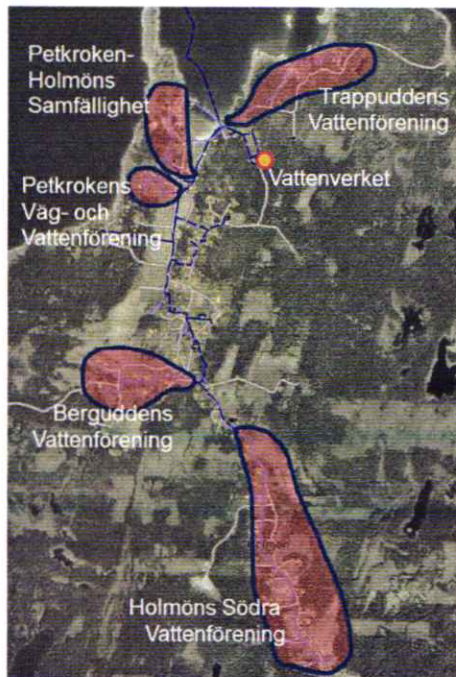 Petkroken-
Holmöns
Samfällighet
Trappuddens
Vattenförening
Vattenverket
Petkrokens
Väg- och
Vattenförening
Berguddens
Vattenförening
Holmöns Södra
Vattenförening